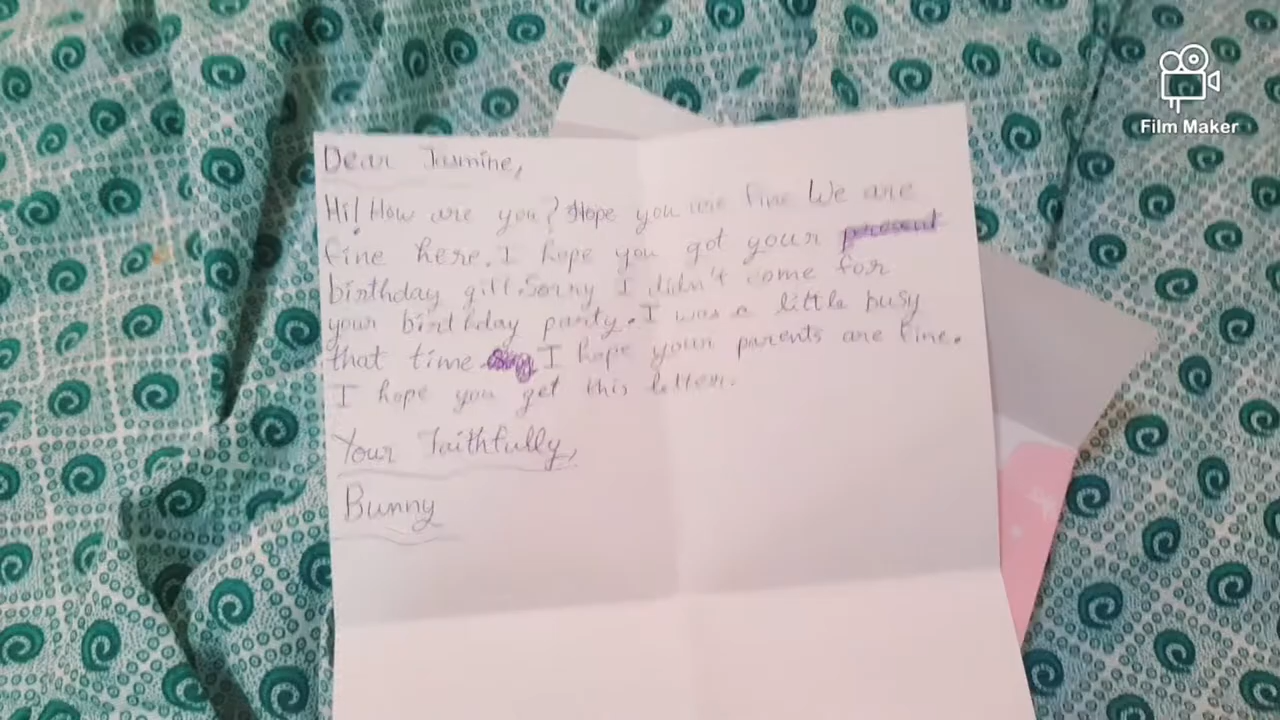 Film Maker
Dear Jasmine,
Hi! How are you? Hope you are fine We are
fine here. I hope you got your present
birthday gift. Sorry I didn't come for
your birthday party. I was a little busy
that time. I hope your parents are fine.
I hope you get this letter.
Your Faithfully,
Bunny